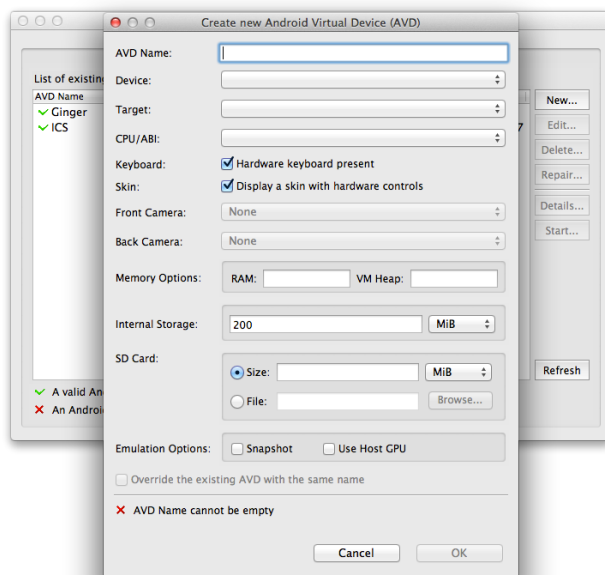 Create new Android Virtual Device (AVD)
AVD Name:
Device:
Target:
CPU/ABI:
Keyboard: Hardware keyboard present
Skin: Display a skin with hardware controls
Front Camera: None
Back Camera: None
Memory Options: RAM: VM Heap:
Internal Storage: 200 MiB
SD Card:
Size: MiB
File: Browse...
Emulation Options: Snapshot Use Host GPU
Override the existing AVD with the same name
AVD Name cannot be empty
Cancel OK
List of existing
AVD Name
Ginger
ICS 7
A valid An
An Androi
New...
Edit...
Delete...
Repair...
Details...
Start...
Refresh